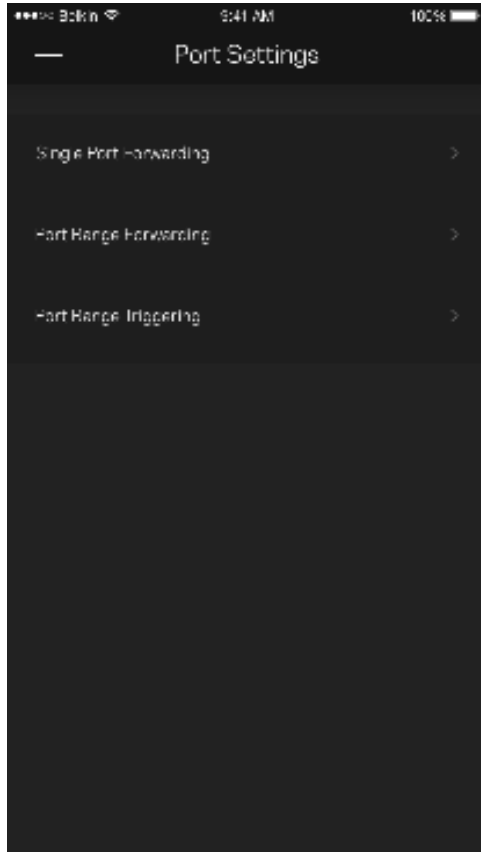 Belkin 9:41 AM 100%
Port Settings
Single Port Forwarding
Port Range Forwarding
Port Range Triggering